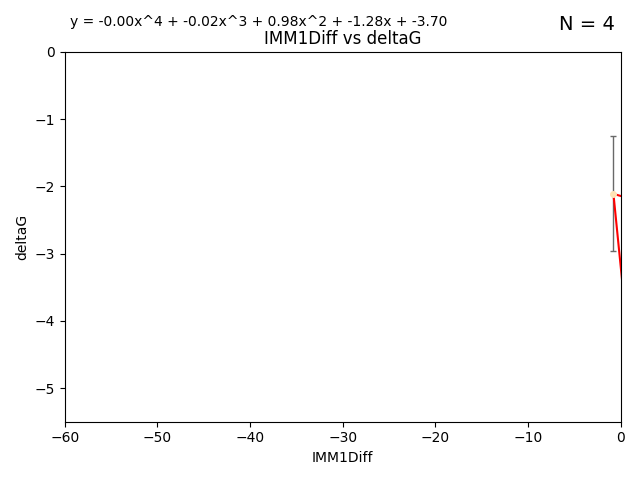 y = -0.00x^4 + -0.02x^3 + 0.98x^2 + -1.28x + -3.70
N = 4
IMM1Diff vs deltaG
0
−1
−2
−3
−4
−5
deltaG
−60 −50 −40 −30 −20 −10 0
IMM1Diff